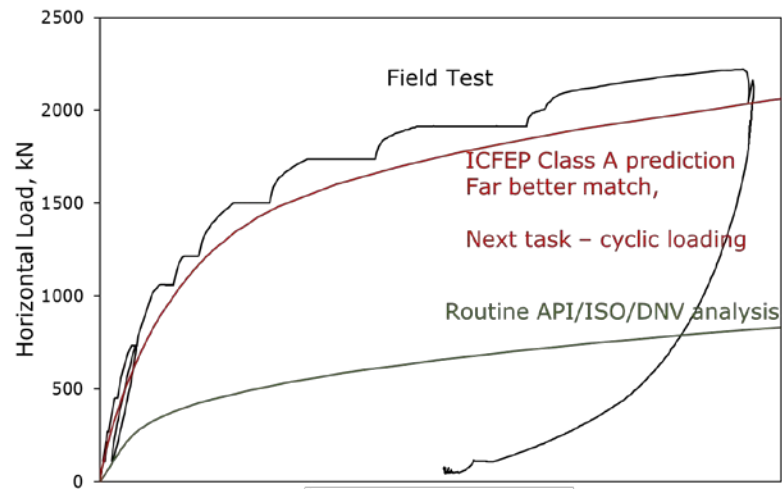 2500
Field Test
2000
ICFEP Class A prediction
Far better match,
1500
Next task – cyclic loading
Horizontal Load, kN
1000
Routine API/ISO/DNV analysis
500
0